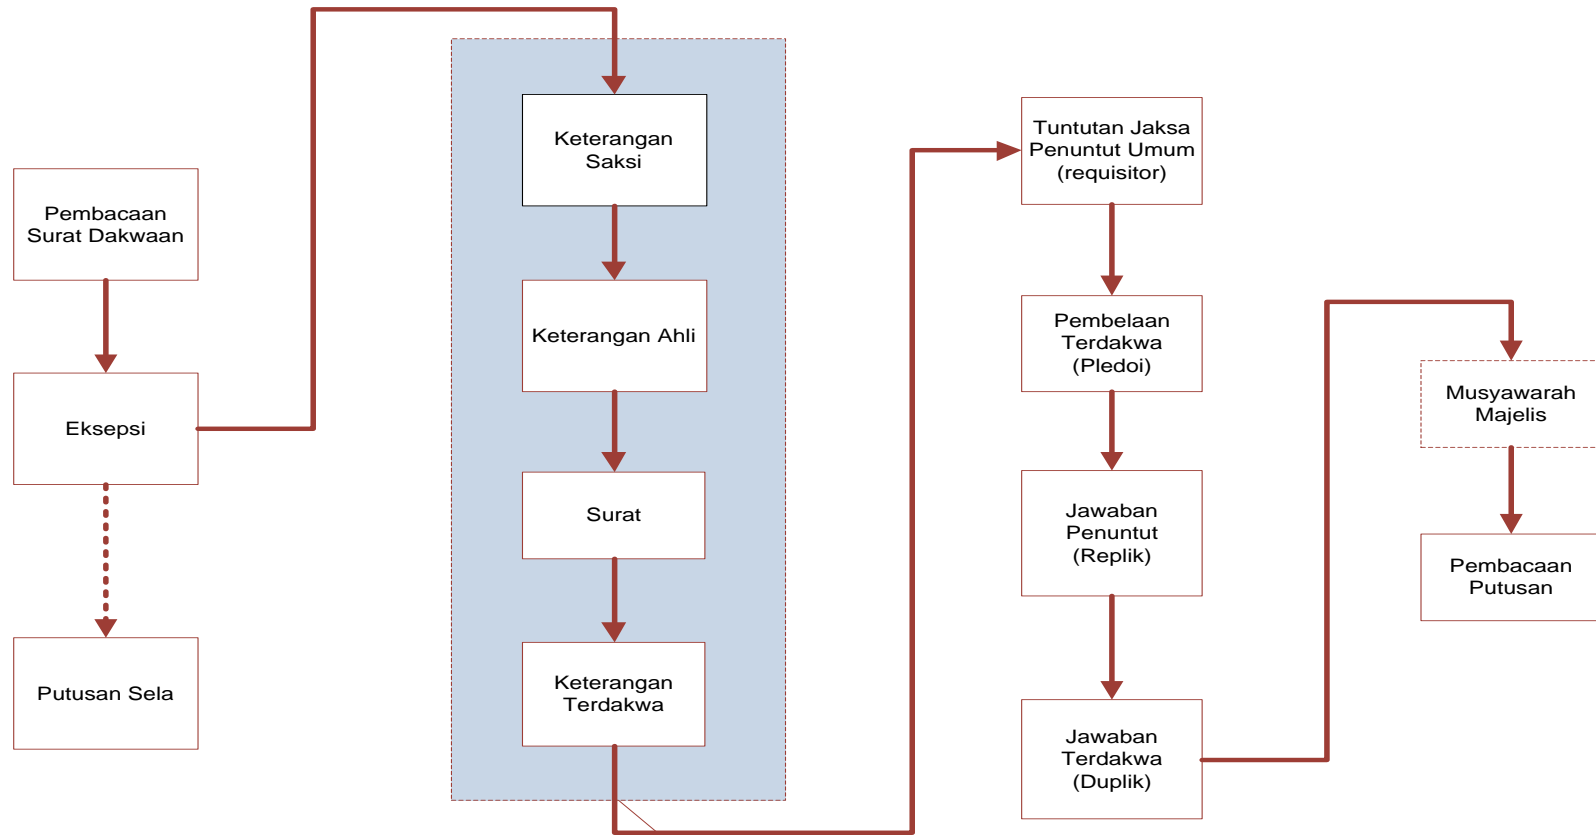 Pembacaan
Surat Dakwaan
Eksepsi
Putusan Sela
Keterangan
Saksi
Keterangan Ahli
Surat
Keterangan
Terdakwa
Tuntutan Jaksa
Penuntut Umum
(requisitor)
Pembelaan
Terdakwa
(Pledoi)
Jawaban
Penuntut
(Replik)
Jawaban
Terdakwa
(Duplik)
Musyawarah
Majelis
Pembacaan
Putusan